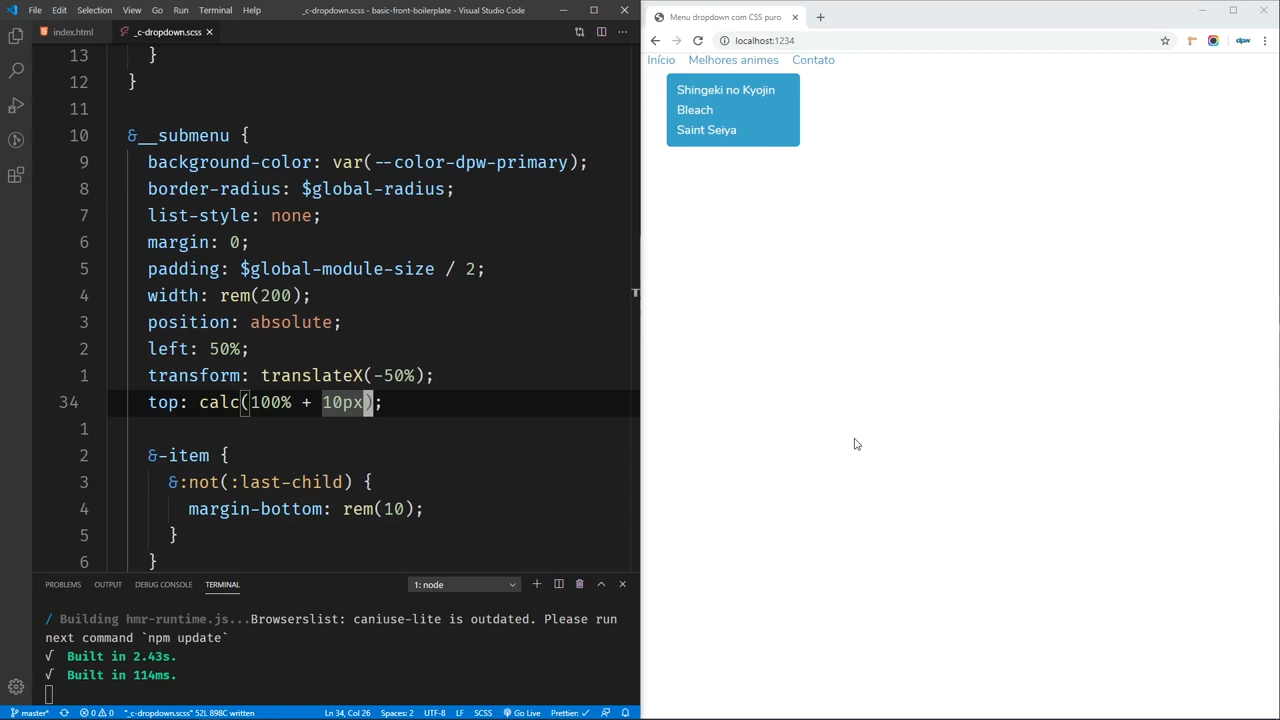 File Edit Selection View Go Run Terminal Help
_c-dropdown.scss - basic-front-boilerplate - Visual Studio Code
index.html
_c-dropdown.scss
13 }
12 }
11
10 &__submenu {
9 background-color: var(--color-dpw-primary);
8 border-radius: $global-radius;
7 list-style: none;
6 margin: 0;
5 padding: $global-module-size / 2;
4 width: rem(200);
3 position: absolute;
2 left: 50%;
1 transform: translateX(-50%);
34 top: calc(100% + 10px);
1
2 &-item {
3 &:not(:last-child) {
4 margin-bottom: rem(10);
5 }
6 }
PROBLEMS OUTPUT DEBUG CONSOLE TERMINAL
1: node
/ Building hmr-runtime.js...Browserslist: caniuse-lite is outdated. Please run
next command `npm update`
√ Built in 2.43s.
√ Built in 114ms.
master* 0 0 "_c-dropdown.scss" 52L 898C written Ln 34, Col 26 Spaces: 2 UTF-8 LF SCSS Go Live Prettier: ✓
Menu dropdown com CSS puro
localhost:1234
dpw
Início Melhores animes Contato
Shingeki no Kyojin
Bleach
Saint Seiya